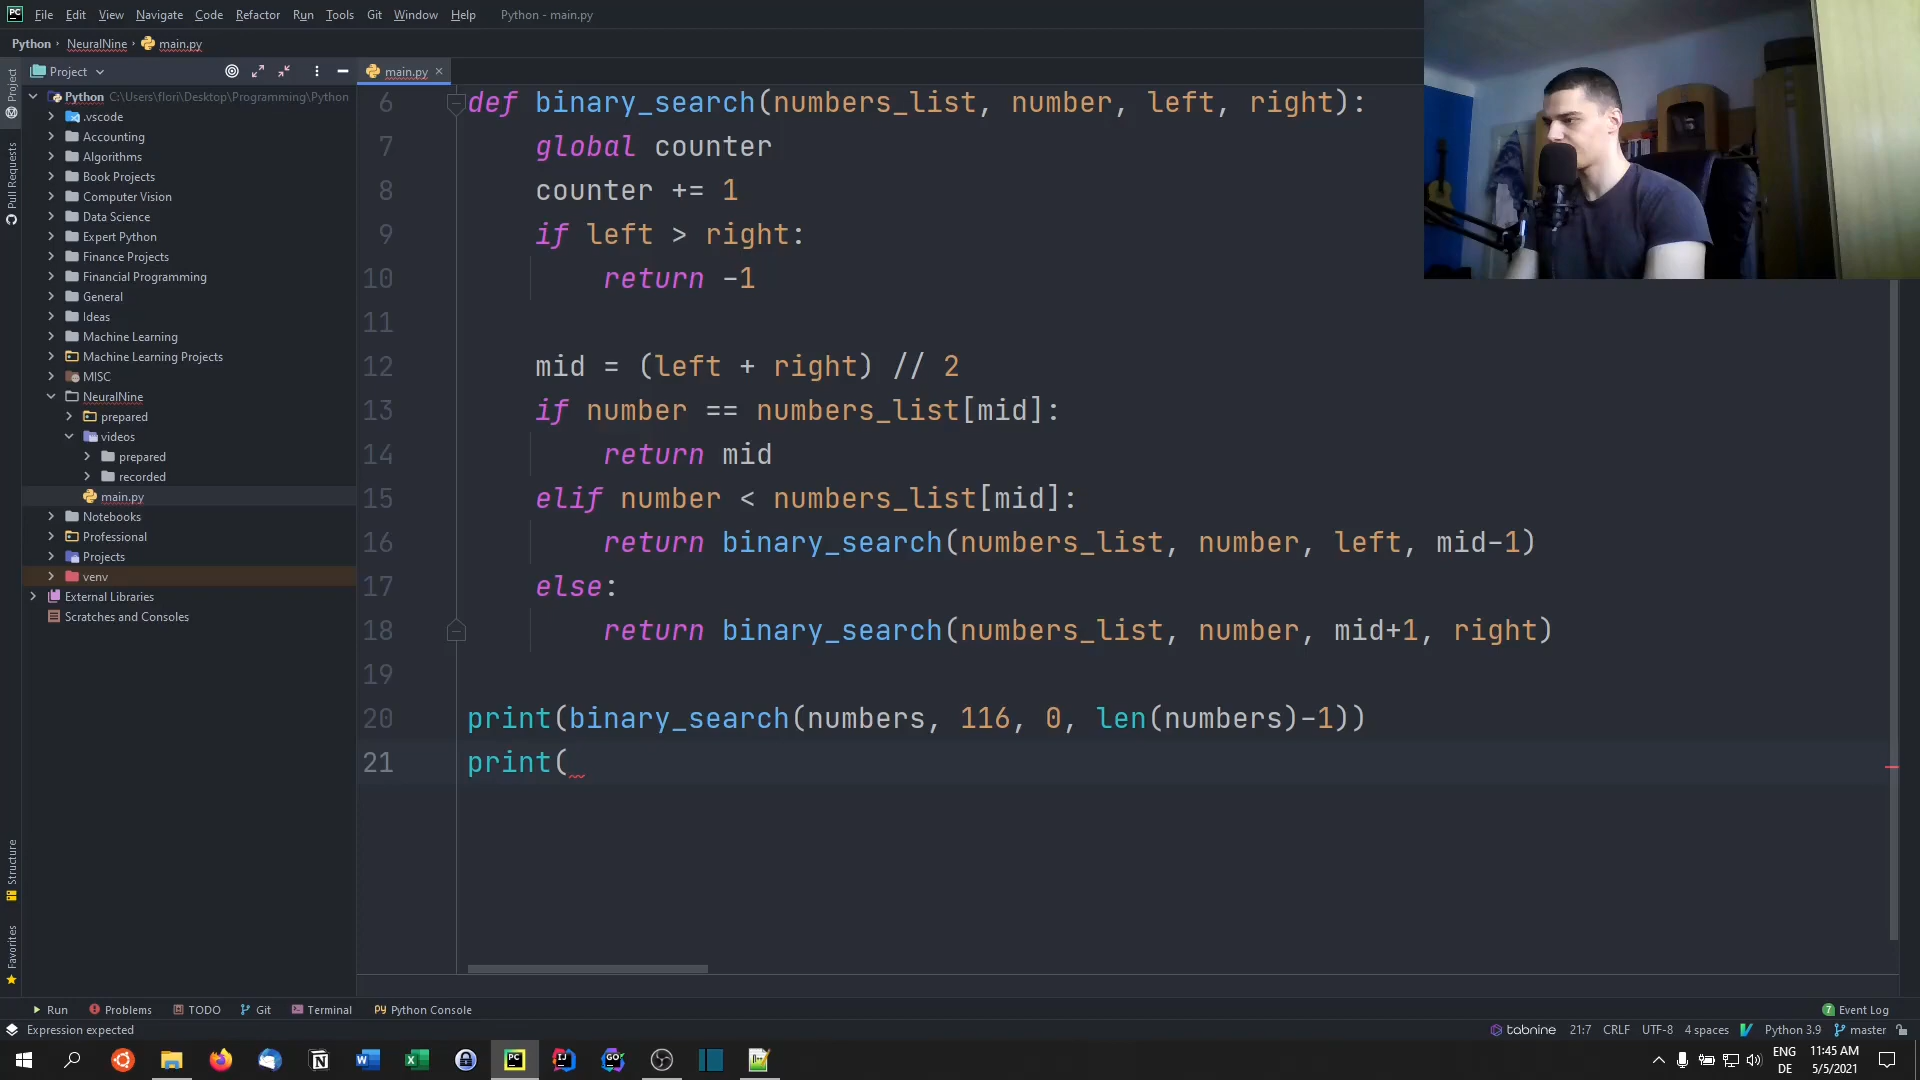 File Edit View Navigate Code Refactor Run Tools Git Window Help Python - main.py
Python NeuralNine main.py
Project
main.py
Project
Pull Requests
Structure
Favorites
Python C:\Users\flori\Desktop\Programming\Python
.vscode
Accounting
Algorithms
Book Projects
Computer Vision
Data Science
Expert Python
Finance Projects
Financial Programming
General
Ideas
Machine Learning
Machine Learning Projects
MISC
NeuralNine
prepared
videos
prepared
recorded
main.py
Notebooks
Professional
Projects
venv
External Libraries
Scratches and Consoles
6 def binary_search(numbers_list, number, left, right):
7 global counter
8 counter += 1
9 if left > right:
10 return -1
11
12 mid = (left + right) // 2
13 if number == numbers_list[mid]:
14 return mid
15 elif number < numbers_list[mid]:
16 return binary_search(numbers_list, number, left, mid-1)
17 else:
18 return binary_search(numbers_list, number, mid+1, right)
19
20 print(binary_search(numbers, 116, 0, len(numbers)-1))
21 print(
Run Problems TODO Git Terminal Python Console
7 Event Log
Expression expected
tabnine 21:7 CRLF UTF-8 4 spaces Python 3.9 master
ENG
DE
11:45 AM
5/5/2021